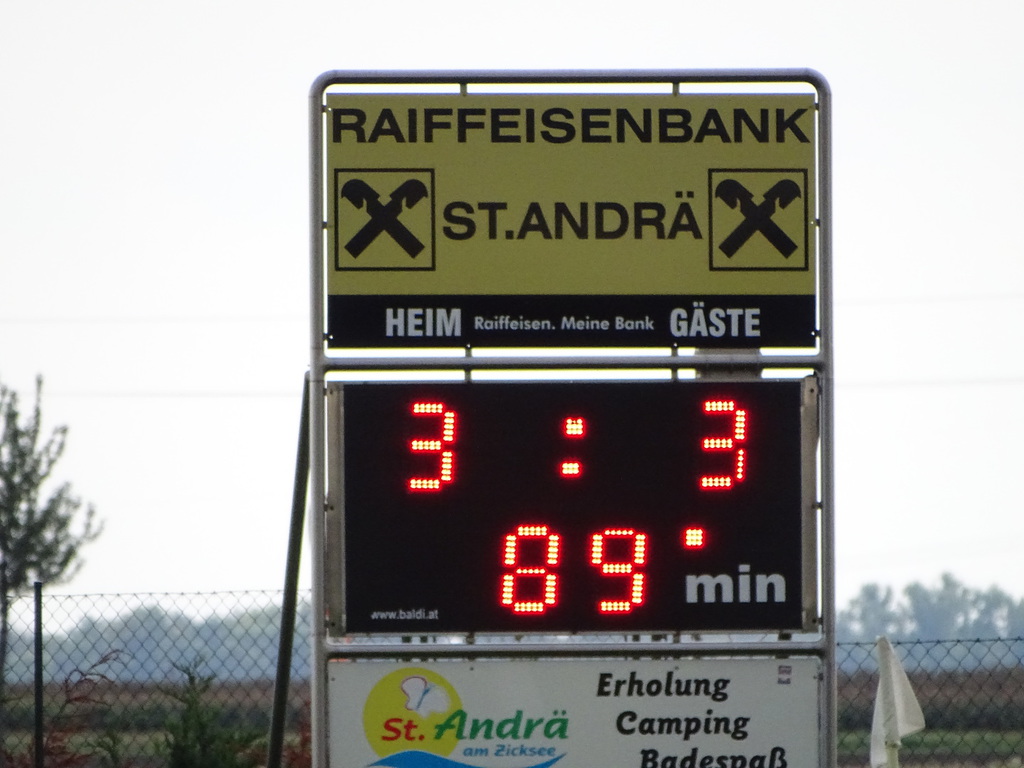 RAIFFEISENBANK
ST.ANDRÄ
HEIM Raiffeisen. Meine Bank GÄSTE
3 : 3
89
min
www.baldi.at
St. Andrä
am Zicksee
Erholung
Camping
Badespaß